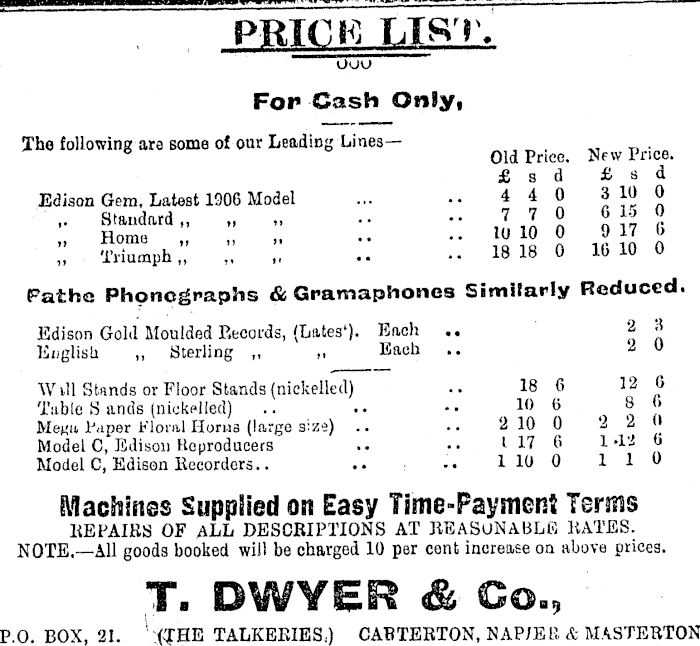 PRICE LIST.
For Cash Only,
The following are some of our Leading Lines—
Old Price. New Price.
£ s d £ s d
Edison Gem, Latest 1906 Model ... .. 4 4 0 3 10 0
,, Standard ,, ,, ,, .. .. 7 7 0 6 15 0
,, Home ,, ,, ,, .. .. 10 10 0 9 17 6
,, Triumph ,, ,, ,, .. .. 18 18 0 16 10 0
Pathe Phonographs & Gramaphones Similarly Reduced.
Edison Gold Moulded Records, (Latest). Each .. 2 3
English ,, Sterling ,, ,, Each .. 2 0
Wall Stands or Floor Stands (nickelled) .. 18 6 12 6
Table Stands (nickelled) .. .. .. 10 6 8 6
Mega Paper Floral Horns (large size) .. .. 2 10 0 2 2 0
Model C, Edison Reproducers .. .. 1 17 6 1 12 6
Model C, Edison Recorders.. .. .. 1 10 0 1 1 0
Machines Supplied on Easy Time-Payment Terms
REPAIRS OF ALL DESCRIPTIONS AT REASONABLE RATES.
NOTE.—All goods booked will be charged 10 per cent increase on above prices.
T. DWYER & Co.,
P.O. BOX, 21. (THE TALKERIES,) CARTERTON, NAPIER & MASTERTON